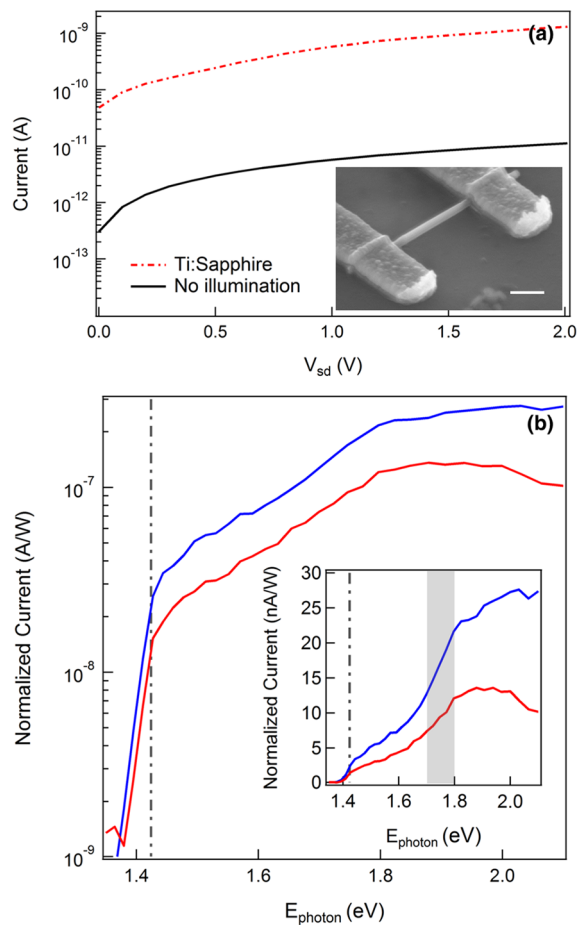 (a)
Current (A)
10-9
10-10
10-11
10-12
10-13
Ti:Sapphire
No illumination
0.0 0.5 1.0 1.5 2.0
Vsd (V)
(b)
Normalized Current (A/W)
10-7
10-8
10-9
1.4 1.6 1.8 2.0
Ephoton (eV)
Normalized Current (nA/W)
30
25
20
15
10
5
0
1.4 1.6 1.8 2.0
Ephoton (eV)